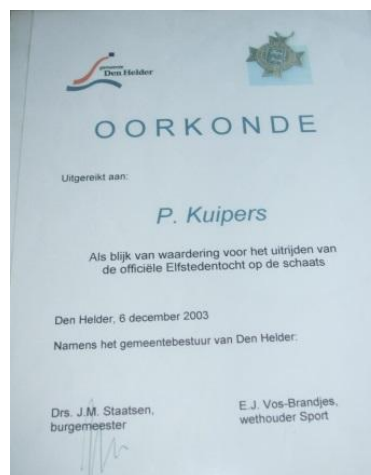 gemeente
Den Helder
OORKONDE
Uitgereikt aan:
P. Kuipers
Als blijk van waardering voor het uitrijden van
de officiële Elfstedentocht op de schaats
Den Helder, 6 december 2003
Namens het gemeentebestuur van Den Helder:
Drs. J.M. Staatsen,
burgemeester
E.J. Vos-Brandjes,
wethouder Sport